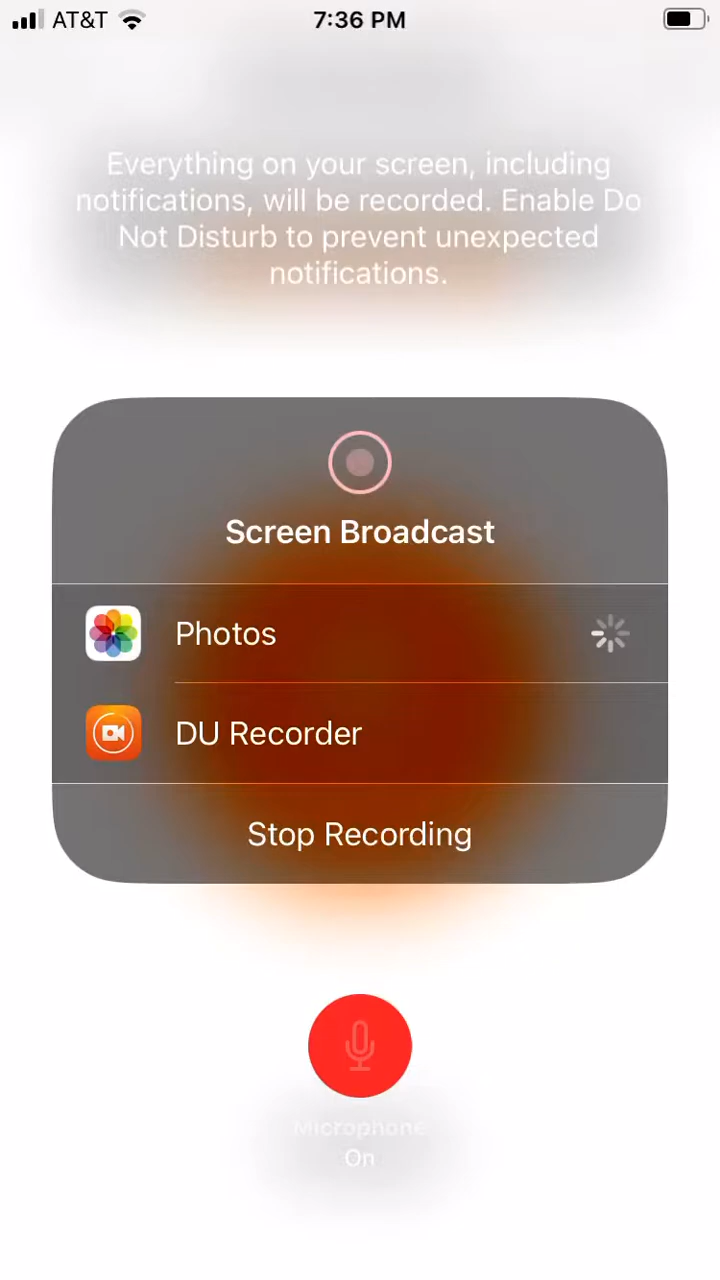 AT&T 7:36 PM
Everything on your screen, including
notifications, will be recorded. Enable Do
Not Disturb to prevent unexpected
notifications.
Screen Broadcast
Photos
DU Recorder
Stop Recording
Microphone
On